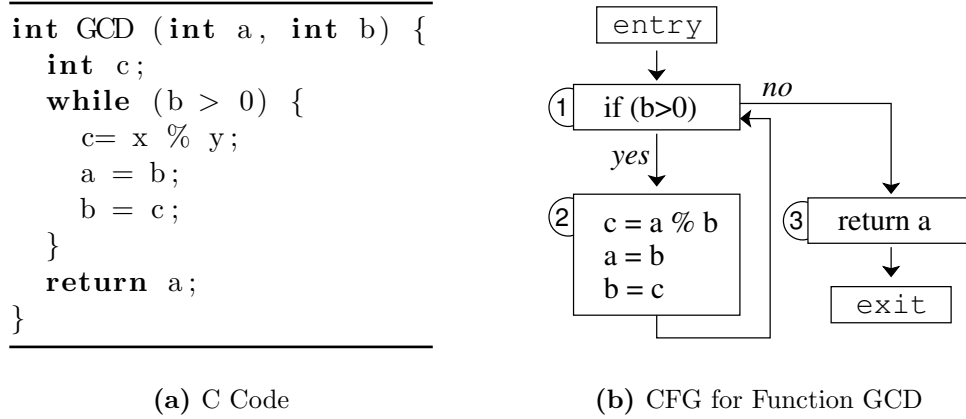 int GCD (int a, int b) {
int c;
while (b > 0) {
c= x % y;
a = b;
b = c;
}
return a;
}
(a) C Code
entry
1 if (b>0)
no
yes
2
c = a % b
a = b
b = c
3 return a
exit
(b) CFG for Function GCD